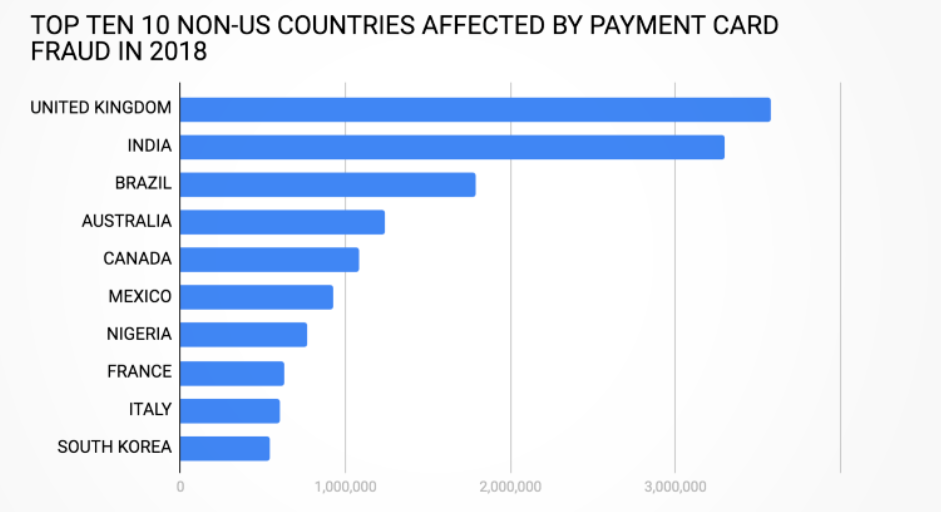 TOP TEN 10 NON-US COUNTRIES AFFECTED BY PAYMENT CARD
FRAUD IN 2018
UNITED KINGDOM
INDIA
BRAZIL
AUSTRALIA
CANADA
MEXICO
NIGERIA
FRANCE
ITALY
SOUTH KOREA
0 1,000,000 2,000,000 3,000,000